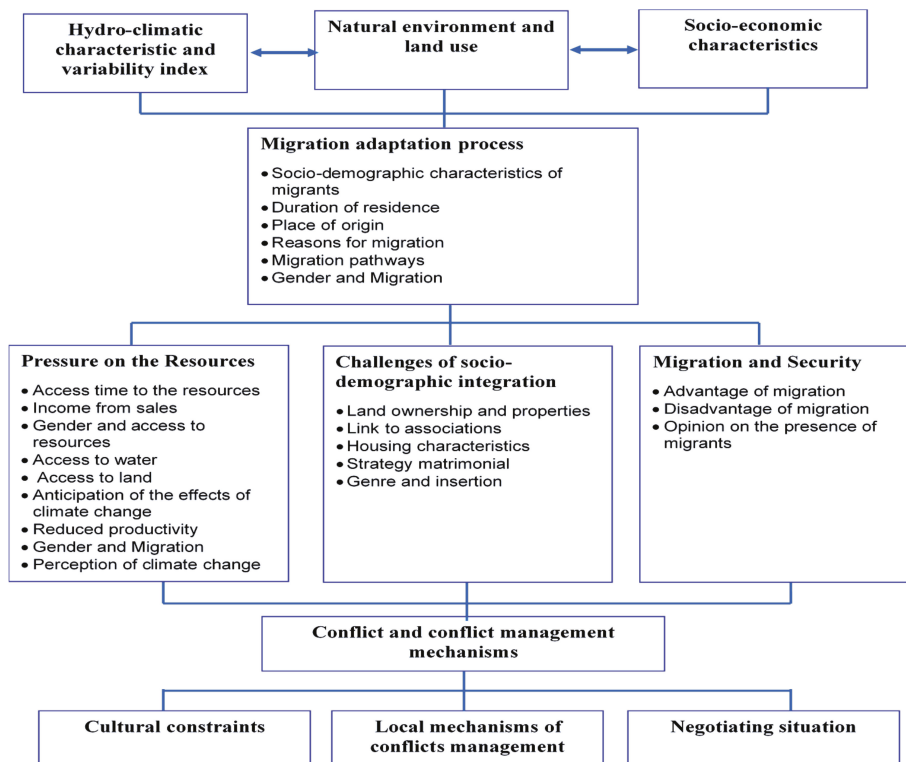 Hydro-climatic
characteristic and
variability index
Natural environment and
land use
Socio-economic
characteristics
Migration adaptation process
• Socio-demographic characteristics of
migrants
• Duration of residence
• Place of origin
• Reasons for migration
• Migration pathways
• Gender and Migration
Pressure on the Resources
• Access time to the resources
• Income from sales
• Gender and access to
resources
• Access to water
• Access to land
• Anticipation of the effects of
climate change
• Reduced productivity
• Gender and Migration
• Perception of climate change
Challenges of socio-
demographic integration
• Land ownership and properties
• Link to associations
• Housing characteristics
• Strategy matrimonial
• Genre and insertion
Migration and Security
• Advantage of migration
• Disadvantage of migration
• Opinion on the presence of
migrants
Conflict and conflict management
mechanisms
Cultural constraints
Local mechanisms of
conflicts management
Negotiating situation